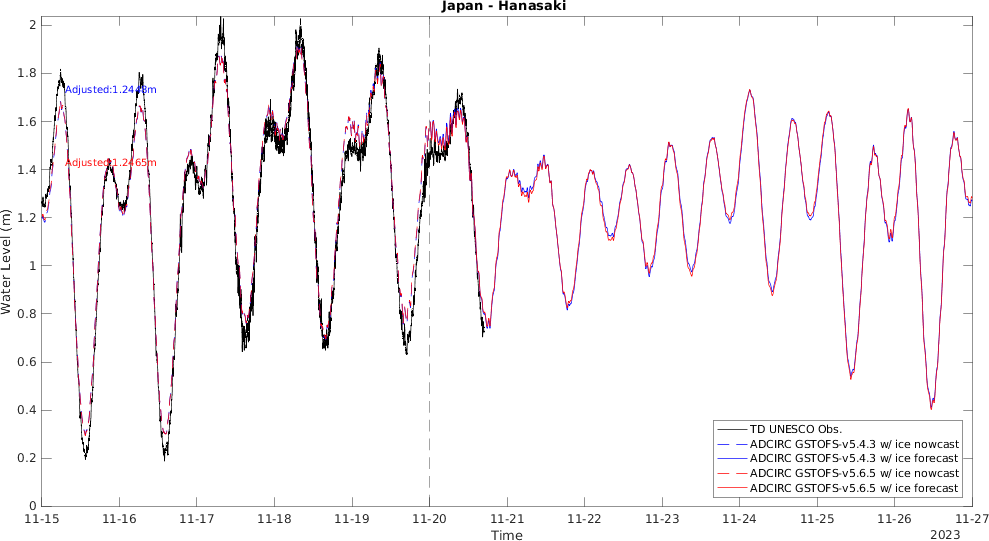 Japan - Hanasaki
2
1.8
1.6
1.4
1.2
1
0.8
0.6
0.4
0.2
0
Water Level (m)
Adjusted:1.2448m
Adjusted:1.2465m
TD UNESCO Obs.
ADCIRC GSTOFS-v5.4.3 w/ ice nowcast
ADCIRC GSTOFS-v5.4.3 w/ ice forecast
ADCIRC GSTOFS-v5.6.5 w/ ice nowcast
ADCIRC GSTOFS-v5.6.5 w/ ice forecast
11-15 11-16 11-17 11-18 11-19 11-20 11-21 11-22 11-23 11-24 11-25 11-26 11-27
Time
2023